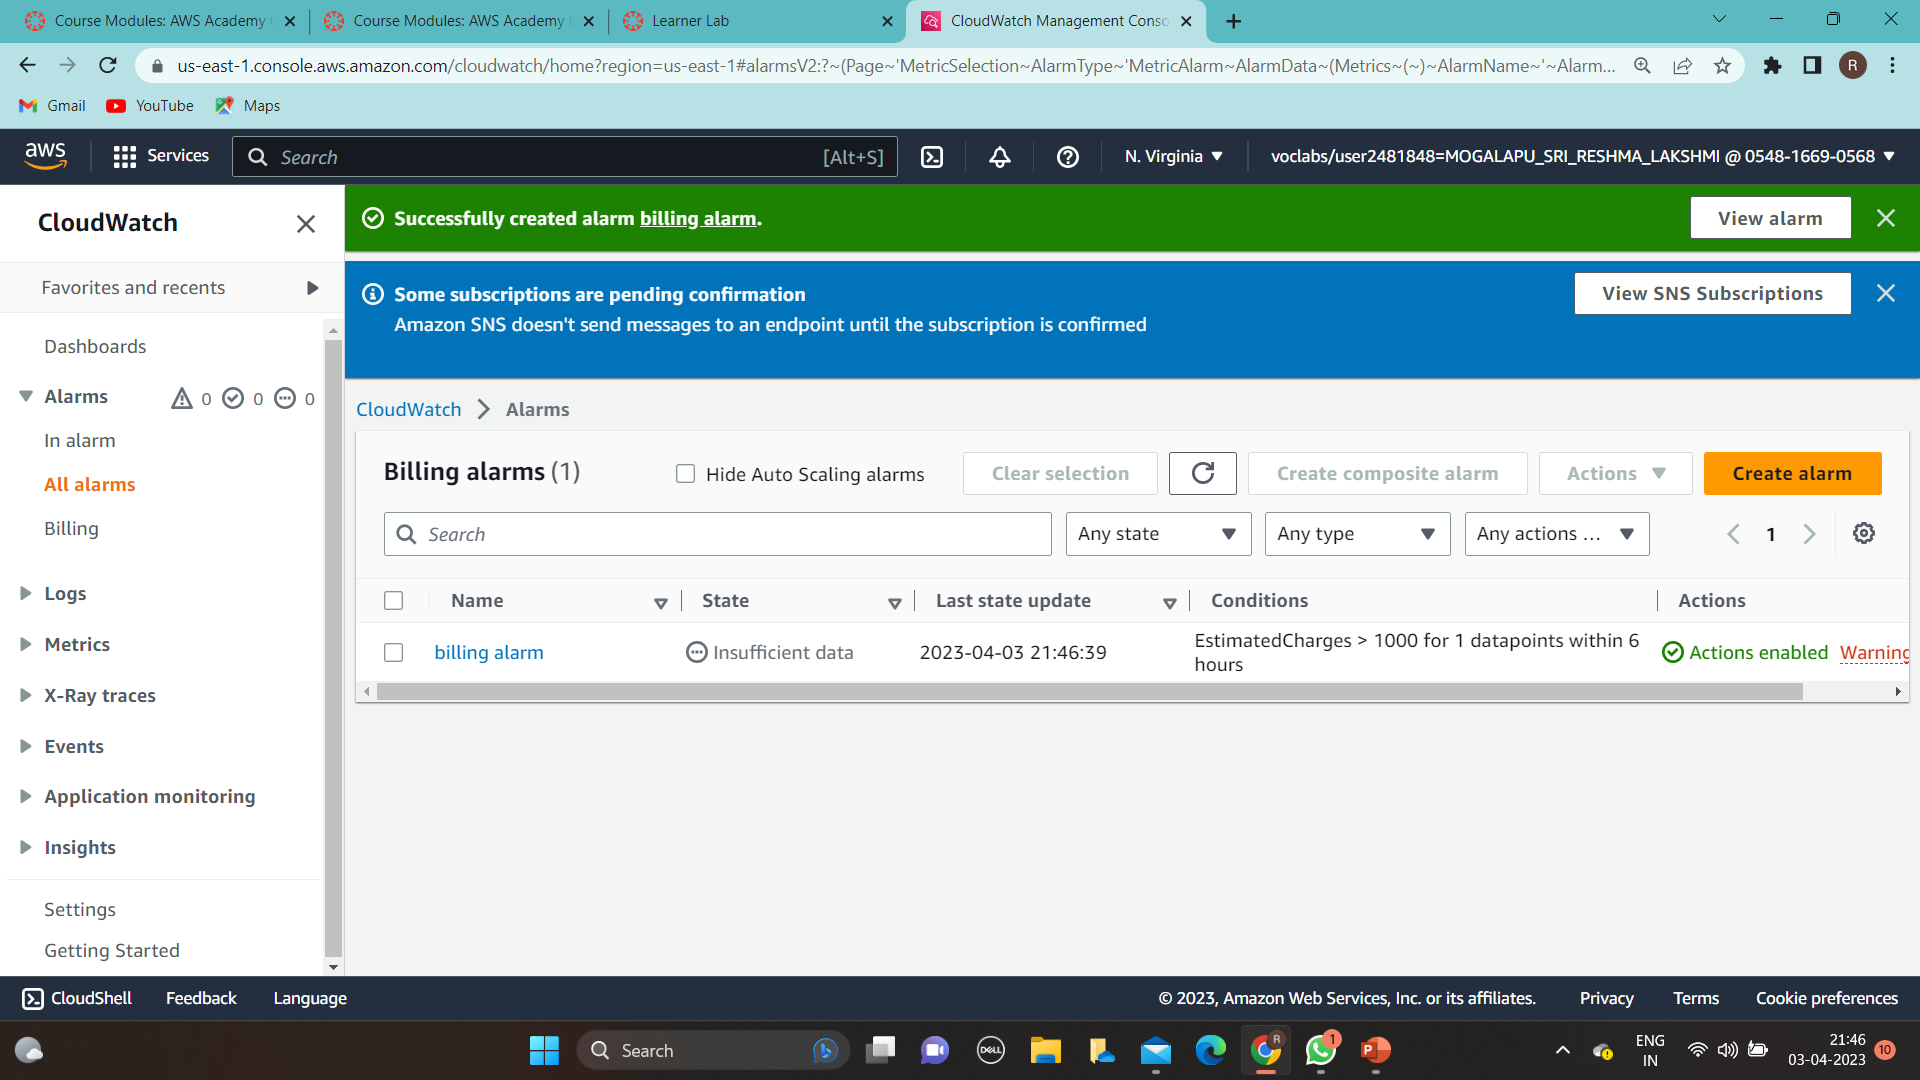 Course Modules: AWS Academy
Course Modules: AWS Academy
Learner Lab
CloudWatch Management Conso
us-east-1.console.aws.amazon.com/cloudwatch/home?region=us-east-1#alarmsV2:?~(Page~'MetricSelection~AlarmType~'MetricAlarm~AlarmData~(Metrics~(~)~AlarmName~'~Alarm...
R
Gmail
YouTube
Maps
aws
Services
Search
[Alt+S]
N. Virginia
voclabs/user2481848=MOGALAPU_SRI_RESHMA_LAKSHMI @ 0548-1669-0568
CloudWatch
Favorites and recents
Dashboards
Alarms
0
0
0
In alarm
All alarms
Billing
Logs
Metrics
X-Ray traces
Events
Application monitoring
Insights
Settings
Getting Started
Successfully created alarm billing alarm.
View alarm
Some subscriptions are pending confirmation
Amazon SNS doesn't send messages to an endpoint until the subscription is confirmed
View SNS Subscriptions
CloudWatch
Alarms
Billing alarms (1)
Hide Auto Scaling alarms
Clear selection
Create composite alarm
Actions
Create alarm
Search
Any state
Any type
Any actions ...
1
Name
State
Last state update
Conditions
Actions
billing alarm
Insufficient data
2023-04-03 21:46:39
EstimatedCharges > 1000 for 1 datapoints within 6
hours
Actions enabled
Warning
CloudShell
Feedback
Language
© 2023, Amazon Web Services, Inc. or its affiliates.
Privacy
Terms
Cookie preferences
Search
DELL
R
1
P
ENG
IN
21:46
03-04-2023
10